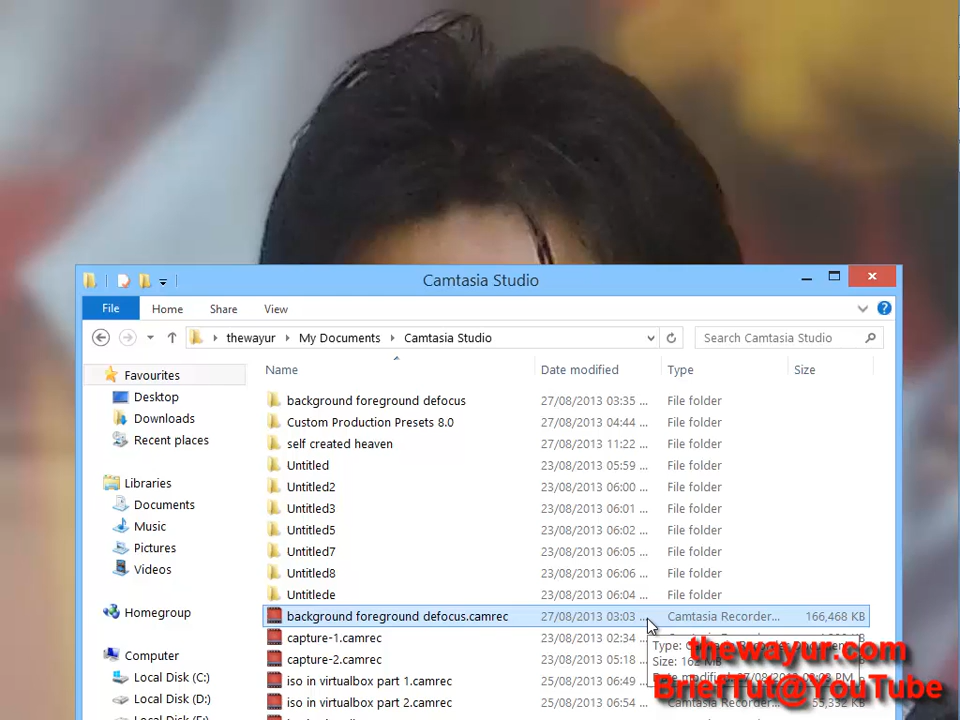 Camtasia Studio
File Home Share View
thewayur My Documents Camtasia Studio Search Camtasia Studio
Name Date modified Type Size
Favourites
Desktop
Downloads
Recent places
Libraries
Documents
Music
Pictures
Videos
Homegroup
Computer
Local Disk (C:)
Local Disk (D:)
background foreground defocus 27/08/2013 03:35 ... File folder
Custom Production Presets 8.0 27/08/2013 04:44 ... File folder
self created heaven 27/08/2013 11:22 ... File folder
Untitled 23/08/2013 05:59 ... File folder
Untitled2 23/08/2013 06:00 ... File folder
Untitled3 23/08/2013 06:01 ... File folder
Untitled5 23/08/2013 06:02 ... File folder
Untitled7 23/08/2013 06:05 ... File folder
Untitled8 23/08/2013 06:06 ... File folder
Untitlede 23/08/2013 06:04 ... File folder
background foreground defocus.camrec 27/08/2013 03:03 ... Camtasia Recorder... 166,468 KB
capture-1.camrec 23/08/2013 02:34
capture-2.camrec 23/08/2013 05:18
iso in virtualbox part 1.camrec 25/08/2013 06:49
iso in virtualbox part 2.camrec 25/08/2013 06:54
Type:
Size: 162 MB
thewayur.com
BriefTut@YouTube